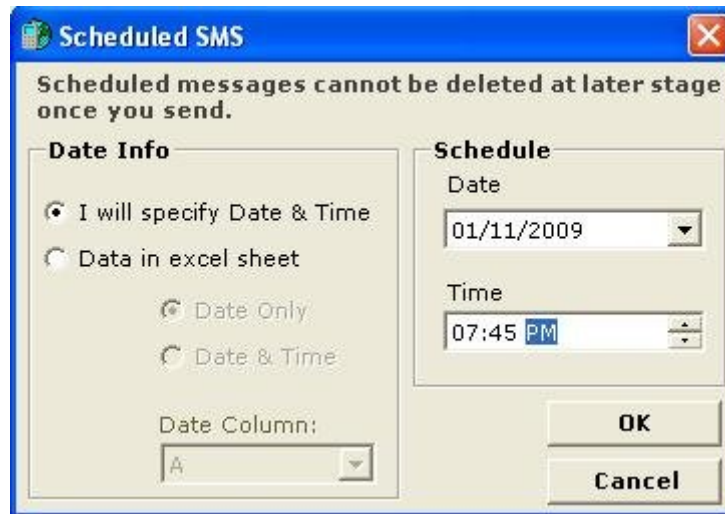 Scheduled SMS
Scheduled messages cannot be deleted at later stage
once you send.
Date Info
I will specify Date & Time
Data in excel sheet
Date Only
Date & Time
Date Column:
A
Schedule
Date
01/11/2009
Time
07:45 PM
OK
Cancel